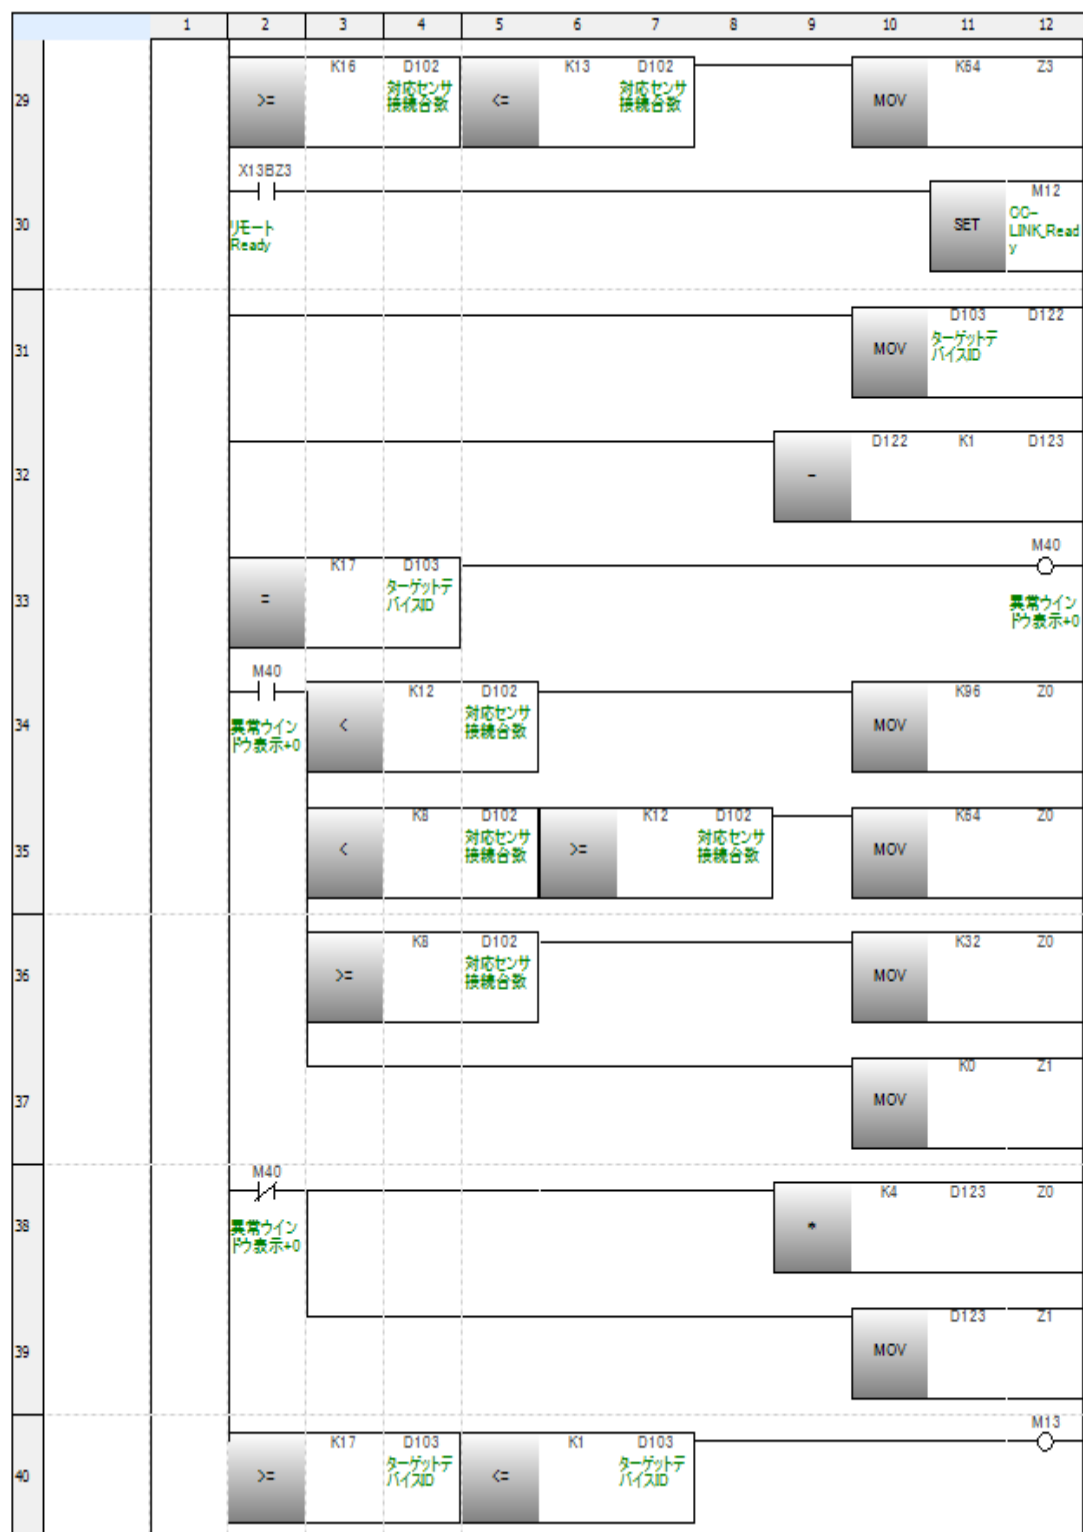 1 2 3 4 5 6 7 8 9 10 11 12
29
>= K16 D102 <= K13 D102 MOV K64 Z3
対応センサ 対応センサ
接続台数 接続台数
X13BZ3
30
リモート
Ready
SET M12
CC-
LINK_Read
y
31
MOV D103 D122
ターゲットデ
バイスID
32
- D122 K1 D123
33
= K17 D103
ターゲットデ
バイスID
M40
異常ウイン
ドウ表示+0
34
M40
異常ウイン
ドウ表示+0
< K12 D102 MOV K96 Z0
対応センサ
接続台数
35
< K8 D102 >= K12 D102 MOV K64 Z0
対応センサ 対応センサ
接続台数 接続台数
36
>= K8 D102 MOV K32 Z0
対応センサ
接続台数
37
MOV K0 Z1
38
M40
異常ウイン
ドウ表示+0
* K4 D123 Z0
39
MOV D123 Z1
40
>= K17 D103 <= K1 D103 M13
ターゲットデ ターゲットデ
バイスID バイスID